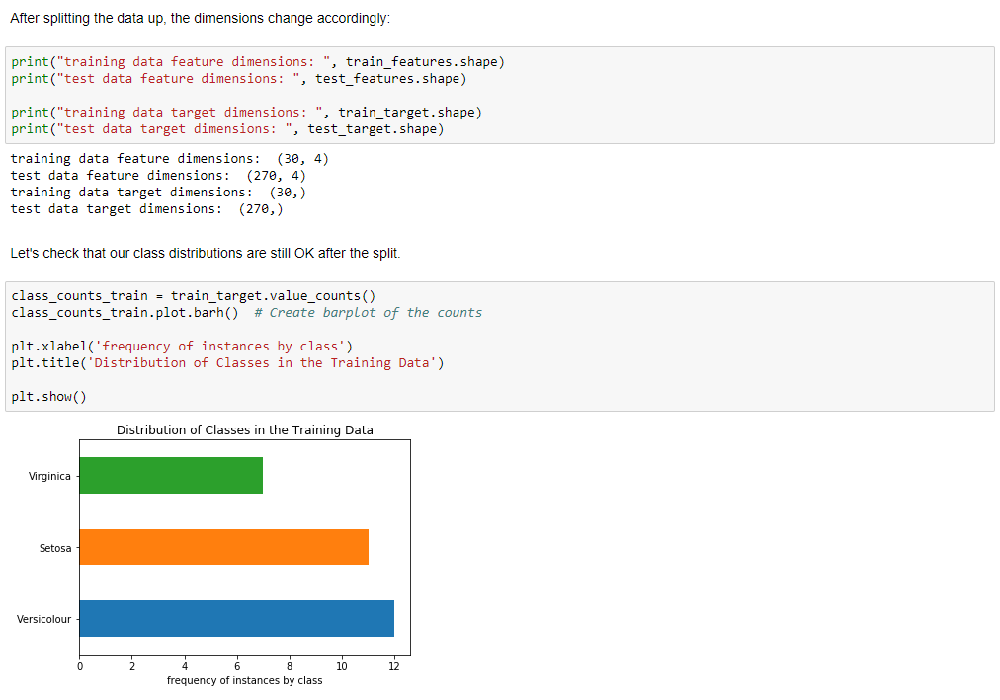 After splitting the data up, the dimensions change accordingly:
print("training data feature dimensions: ", train_features.shape)
print("test data feature dimensions: ", test_features.shape)
print("training data target dimensions: ", train_target.shape)
print("test data target dimensions: ", test_target.shape)
training data feature dimensions:  (30, 4)
test data feature dimensions:  (270, 4)
training data target dimensions:  (30,)
test data target dimensions:  (270,)
Let's check that our class distributions are still OK after the split.
class_counts_train = train_target.value_counts()
class_counts_train.plot.barh()  # Create barplot of the counts
plt.xlabel('frequency of instances by class')
plt.title('Distribution of Classes in the Training Data')
plt.show()
Distribution of Classes in the Training Data
Virginica
Setosa
Versicolour
0 2 4 6 8 10 12
frequency of instances by class